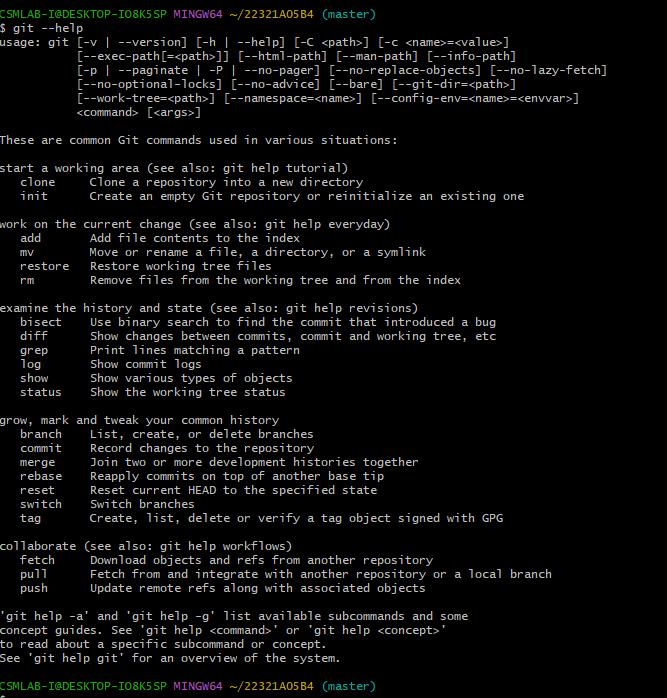 CSMLAB-I@DESKTOP-IO8K5SP MINGW64 ~/22321A05B4 (master)
$ git --help
usage: git [-v | --version] [-h | --help] [-C <path>] [-c <name>=<value>]
           [--exec-path[=<path>]] [--html-path] [--man-path] [--info-path]
           [-p | --paginate | -P | --no-pager] [--no-replace-objects] [--no-lazy-fetch]
           [--no-optional-locks] [--no-advice] [--bare] [--git-dir=<path>]
           [--work-tree=<path>] [--namespace=<name>] [--config-env=<name>=<envvar>]
           <command> [<args>]

These are common Git commands used in various situations:

start a working area (see also: git help tutorial)
   clone     Clone a repository into a new directory
   init      Create an empty Git repository or reinitialize an existing one

work on the current change (see also: git help everyday)
   add       Add file contents to the index
   mv        Move or rename a file, a directory, or a symlink
   restore   Restore working tree files
   rm        Remove files from the working tree and from the index

examine the history and state (see also: git help revisions)
   bisect    Use binary search to find the commit that introduced a bug
   diff      Show changes between commits, commit and working tree, etc
   grep      Print lines matching a pattern
   log       Show commit logs
   show      Show various types of objects
   status    Show the working tree status

grow, mark and tweak your common history
   branch    List, create, or delete branches
   commit    Record changes to the repository
   merge     Join two or more development histories together
   rebase    Reapply commits on top of another base tip
   reset     Reset current HEAD to the specified state
   switch    Switch branches
   tag       Create, list, delete or verify a tag object signed with GPG

collaborate (see also: git help workflows)
   fetch     Download objects and refs from another repository
   pull      Fetch from and integrate with another repository or a local branch
   push      Update remote refs along with associated objects

'git help -a' and 'git help -g' list available subcommands and some
concept guides. See 'git help <command>' or 'git help <concept>'
to read about a specific subcommand or concept.
See 'git help git' for an overview of the system.

CSMLAB-I@DESKTOP-IO8K5SP MINGW64 ~/22321A05B4 (master)